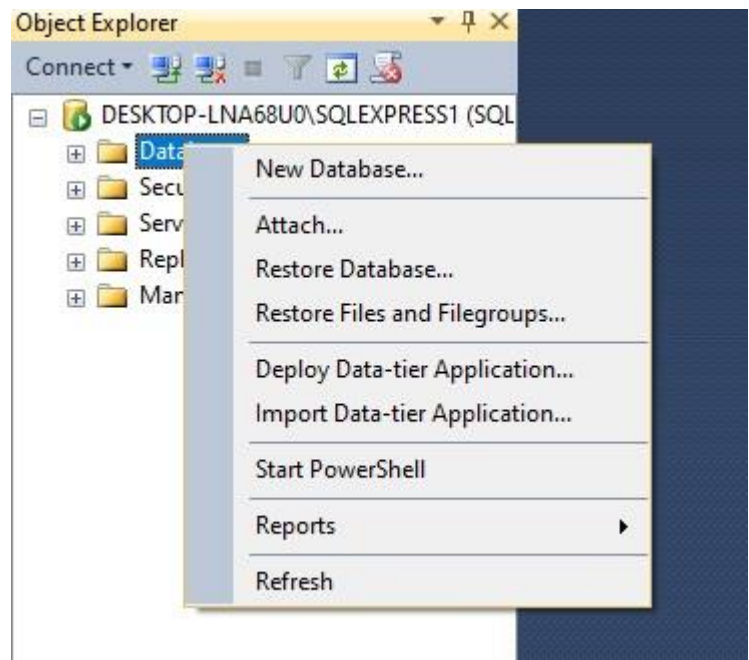 Object Explorer
Connect
DESKTOP-LNA68U0\SQLEXPRESS1 (SQL
Data
Secu
Serv
Repl
Man
New Database...
Attach...
Restore Database...
Restore Files and Filegroups...
Deploy Data-tier Application...
Import Data-tier Application...
Start PowerShell
Reports
Refresh